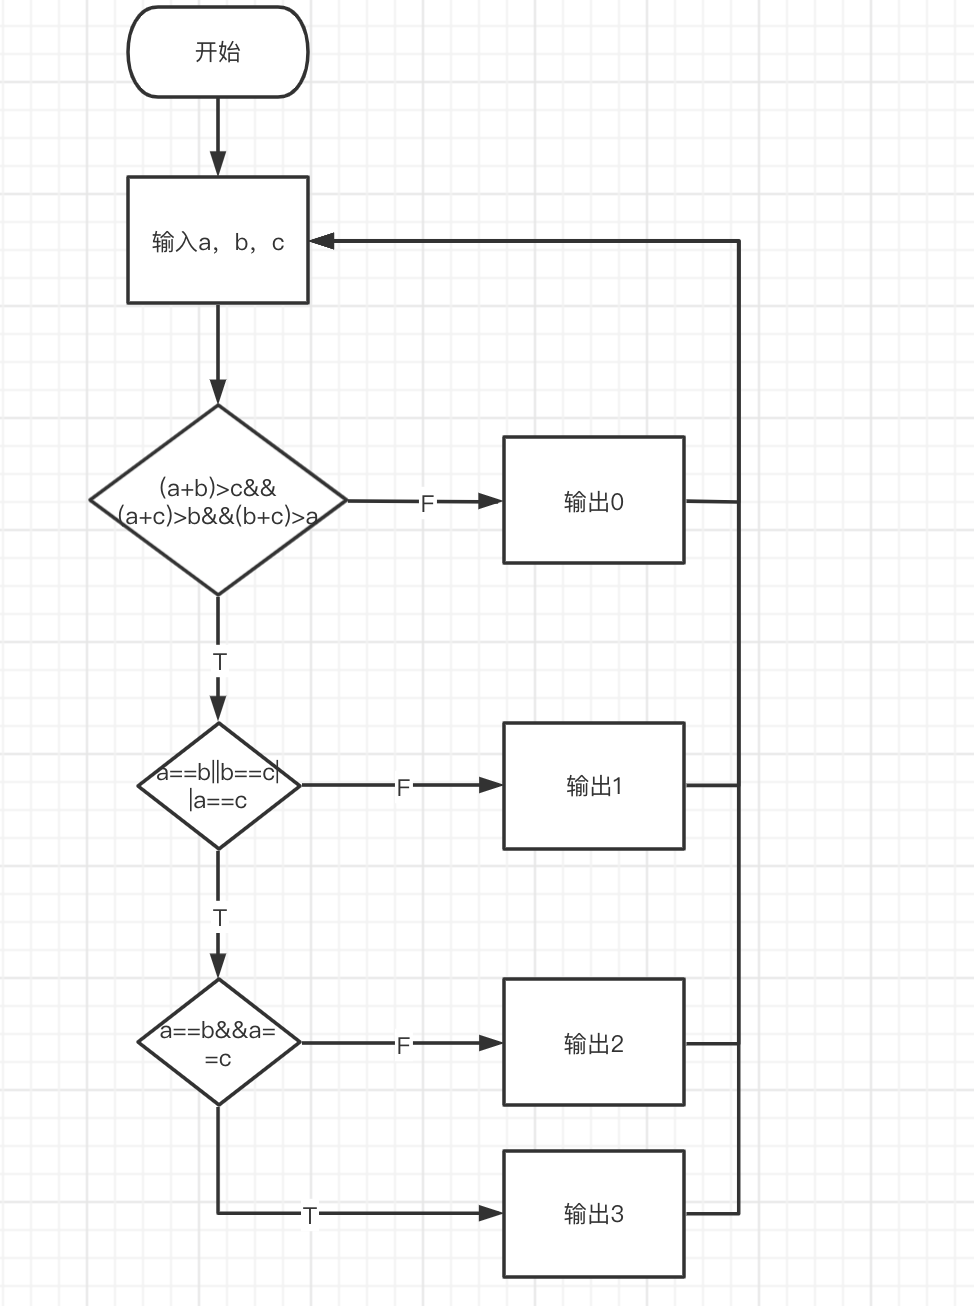 开始
输入a，b，c
(a+b)>c&&
(a+c)>b&&(b+c)>a
F
输出0
T
a==b||b==c|
|a==c
F
输出1
T
a==b&&a=
=c
F
输出2
T
输出3